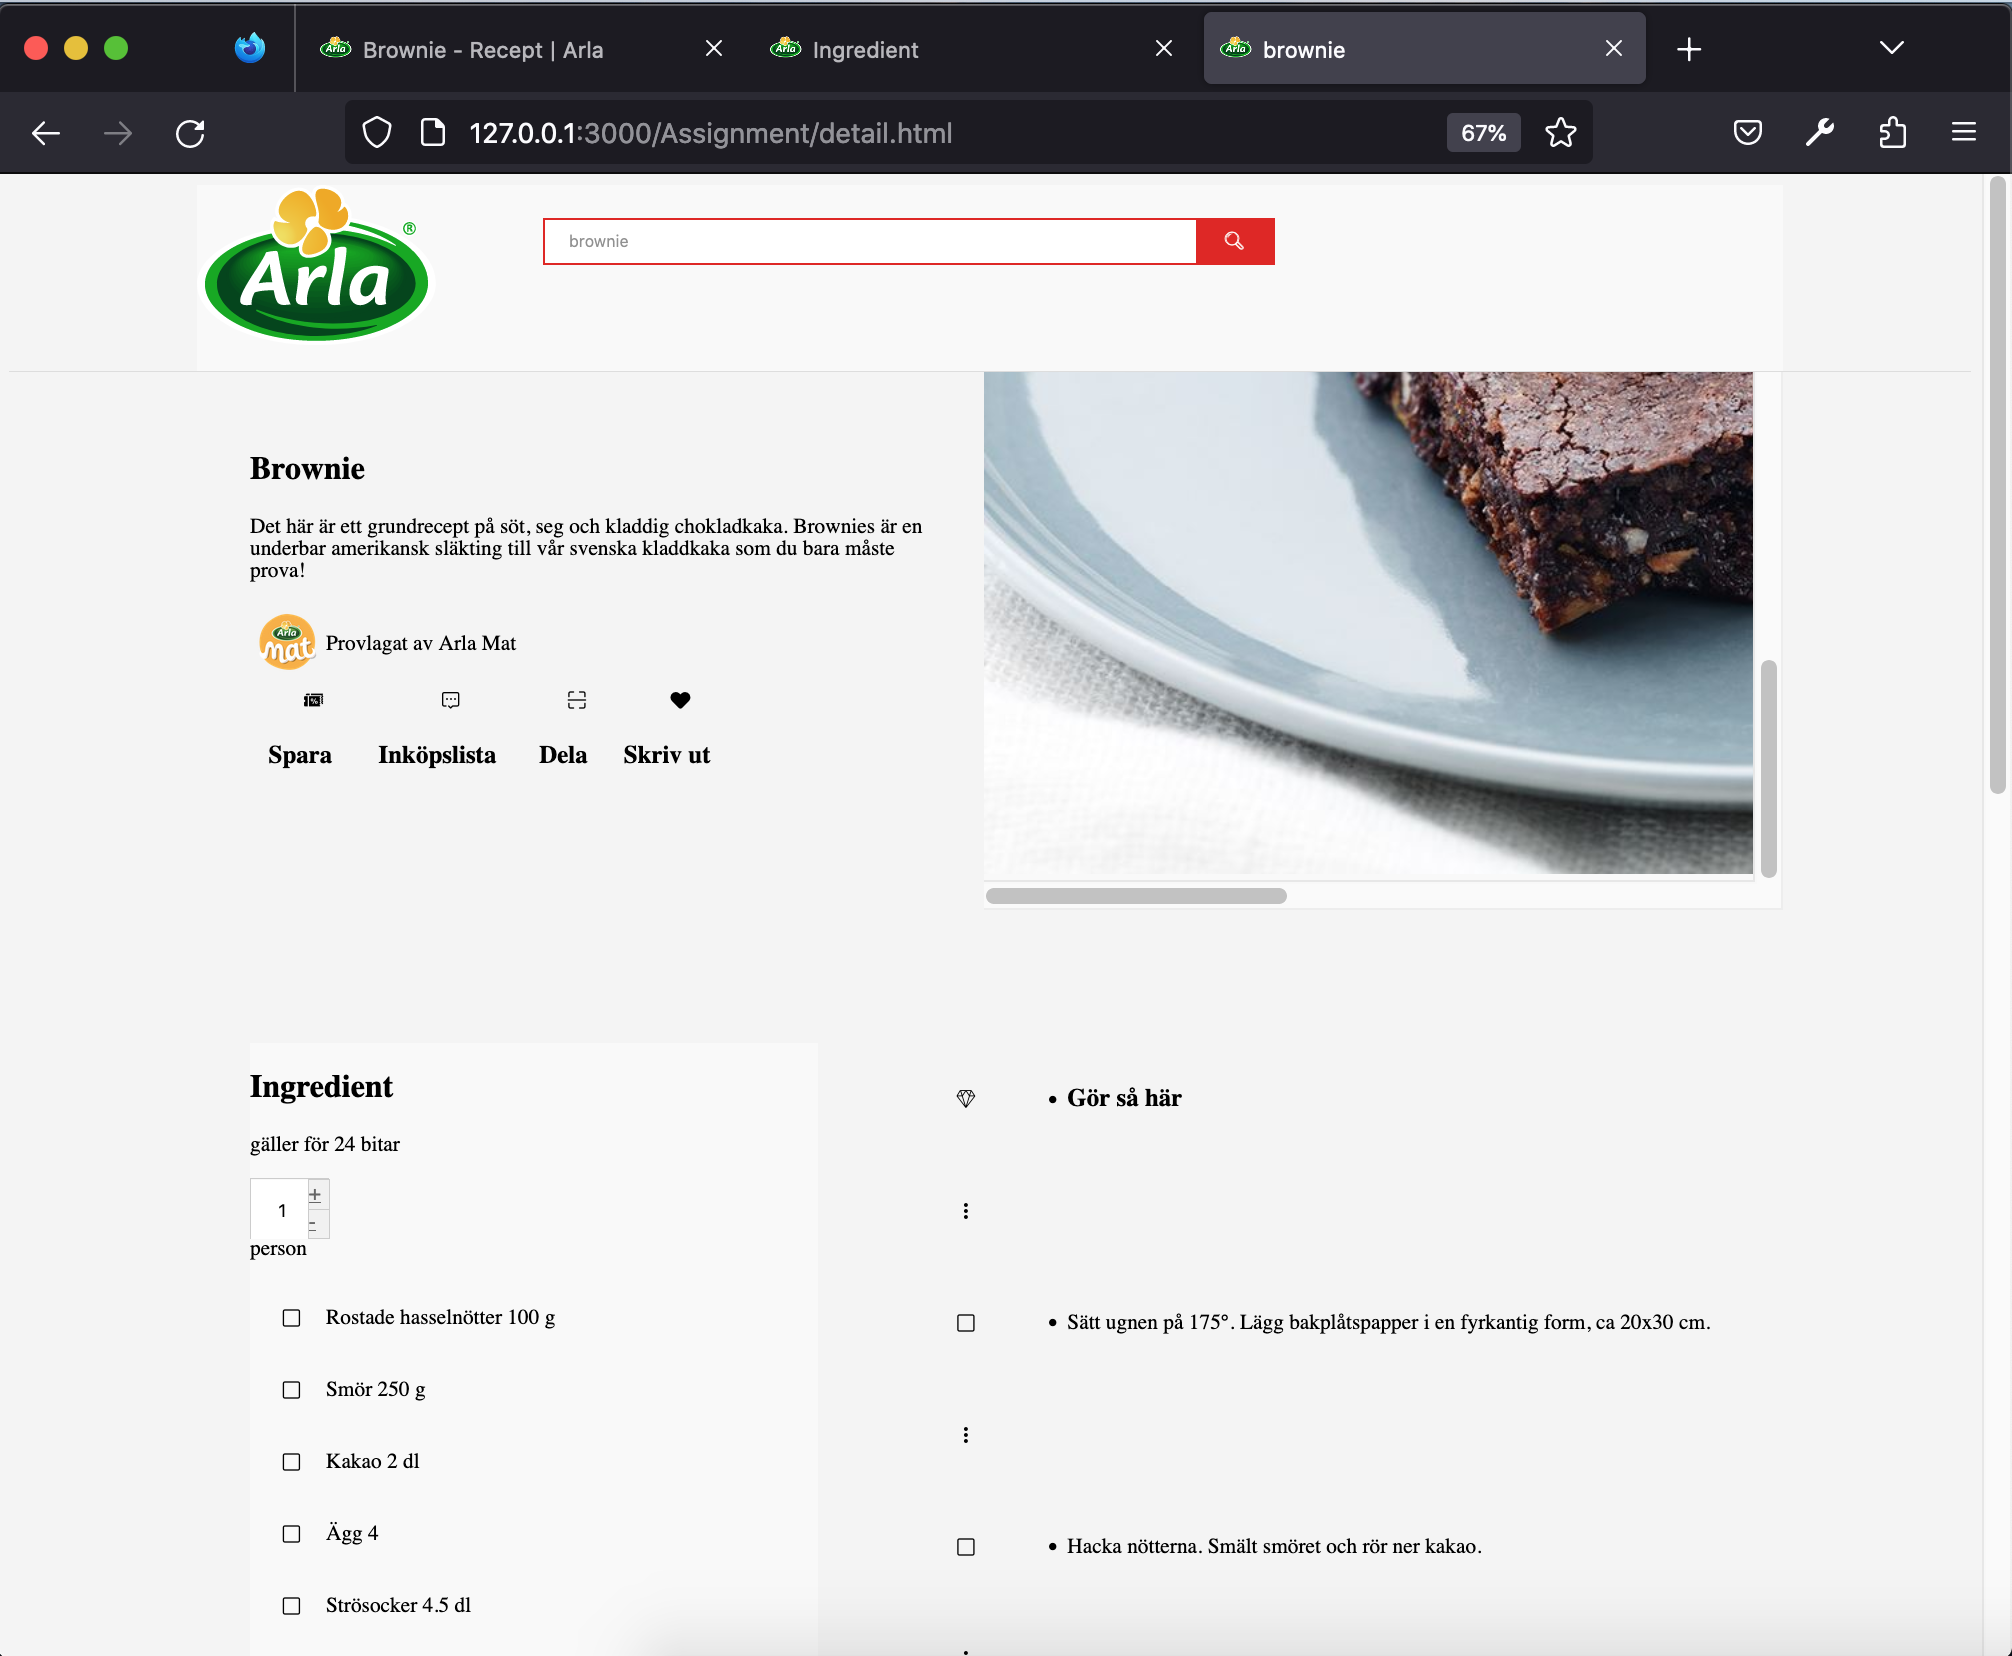 Brownie - Recept | Arla
Ingredient
brownie
127.0.0.1:3000/Assignment/detail.html
67%
Arla
®
brownie
Brownie
Det här är ett grundrecept på söt, seg och kladdig chokladkaka. Brownies är en
underbar amerikansk släkting till vår svenska kladdkaka som du bara måste
prova!
Arla
mat
Provlagat av Arla Mat
Spara
Inköpslista
Dela
Skriv ut
Ingredient
gäller för 24 bitar
1
+
-
person
Rostade hasselnötter 100 g
Smör 250 g
Kakao 2 dl
Ägg 4
Strösocker 4.5 dl
• Gör så här
• Sätt ugnen på 175°. Lägg bakplåtspapper i en fyrkantig form, ca 20x30 cm.
• Hacka nötterna. Smält smöret och rör ner kakao.